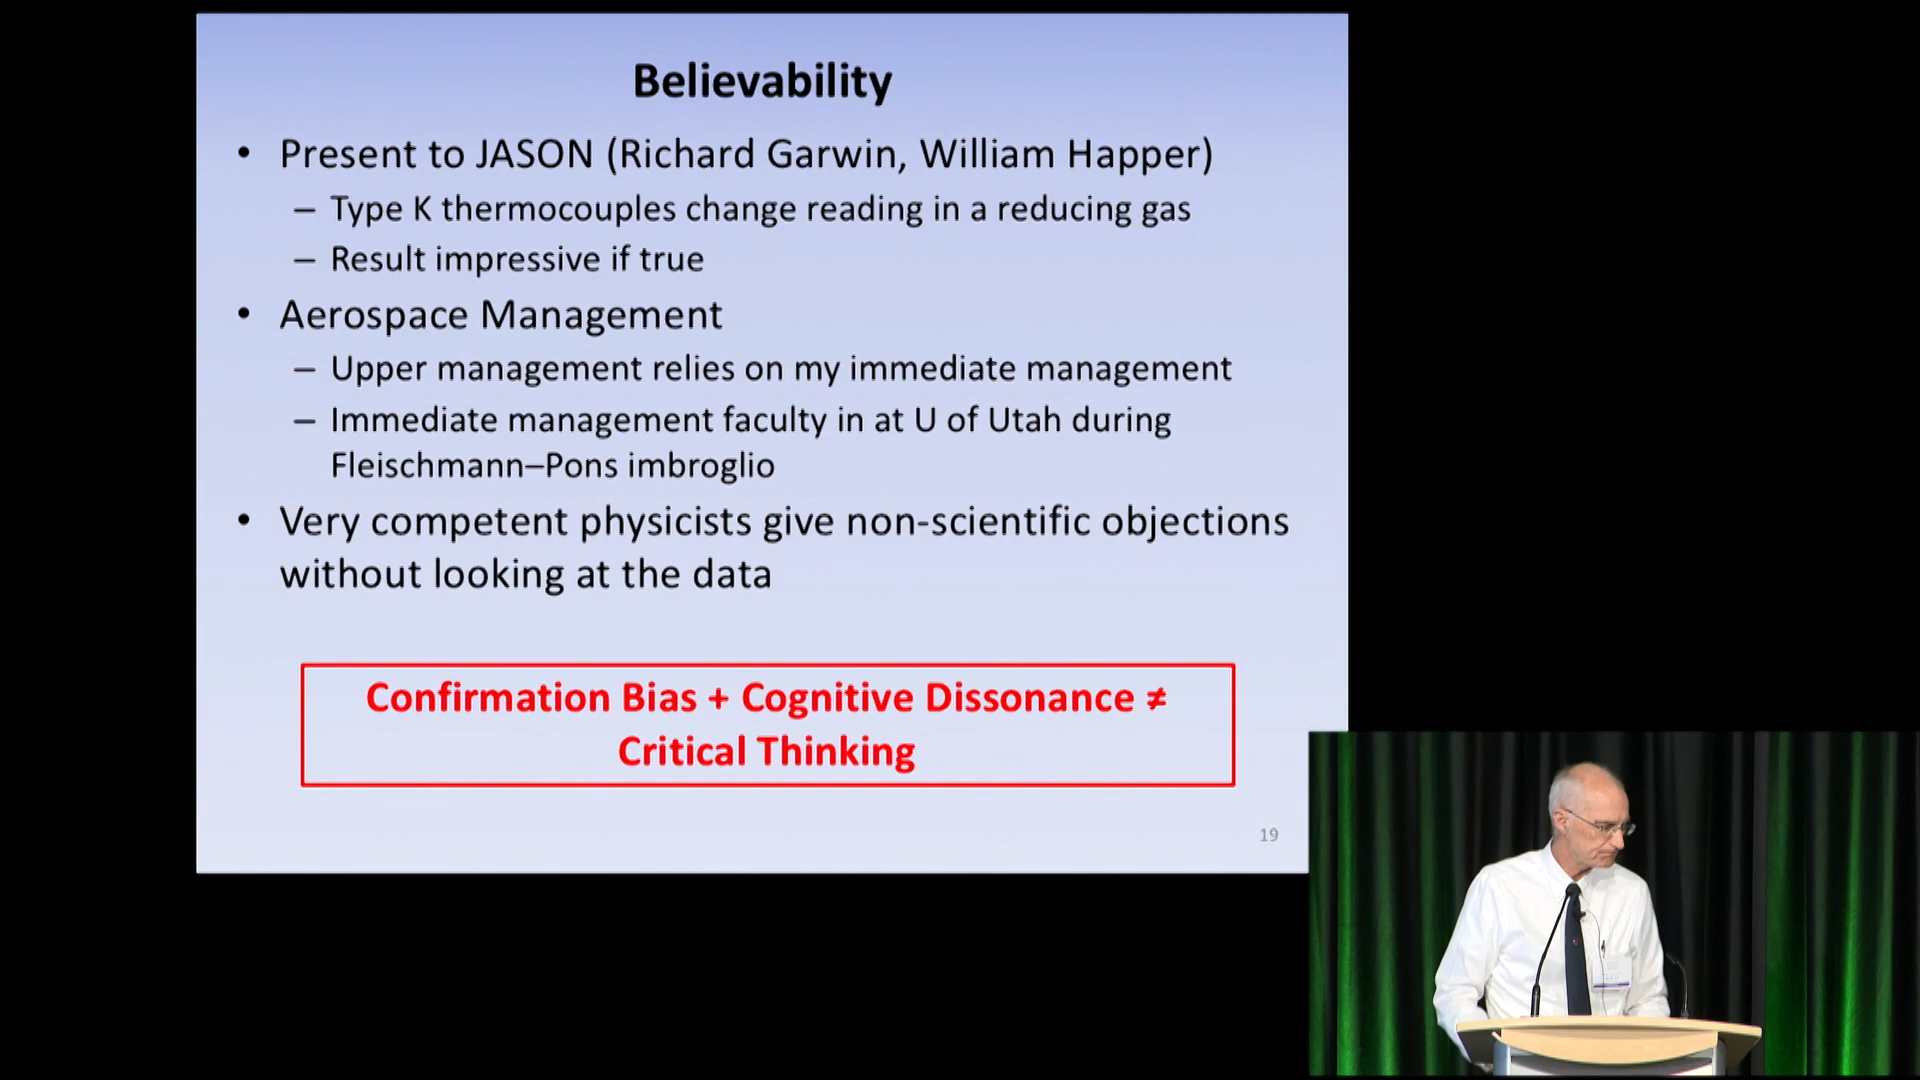 Believability
• Present to JASON (Richard Garwin, William Happer)
– Type K thermocouples change reading in a reducing gas
– Result impressive if true
• Aerospace Management
– Upper management relies on my immediate management
– Immediate management faculty in at U of Utah during
Fleischmann–Pons imbroglio
• Very competent physicists give non-scientific objections
without looking at the data
Confirmation Bias + Cognitive Dissonance ≠
Critical Thinking
19